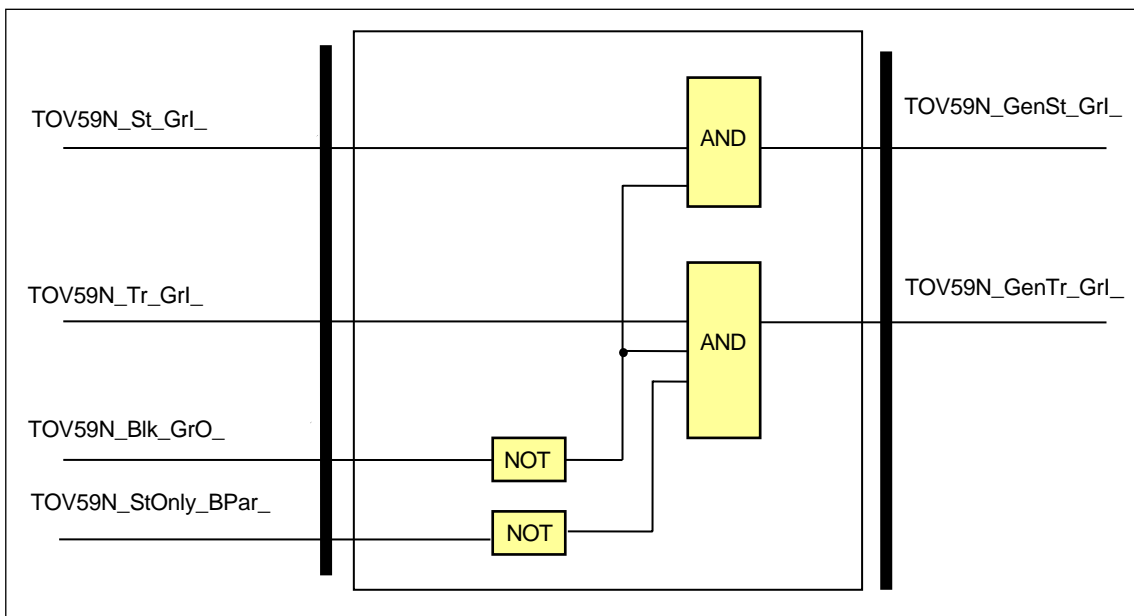 TOV59N_St_GrI_
AND
TOV59N_GenSt_GrI_
TOV59N_Tr_GrI_
AND
TOV59N_GenTr_GrI_
TOV59N_Blk_GrO_
NOT
TOV59N_StOnly_BPar_
NOT